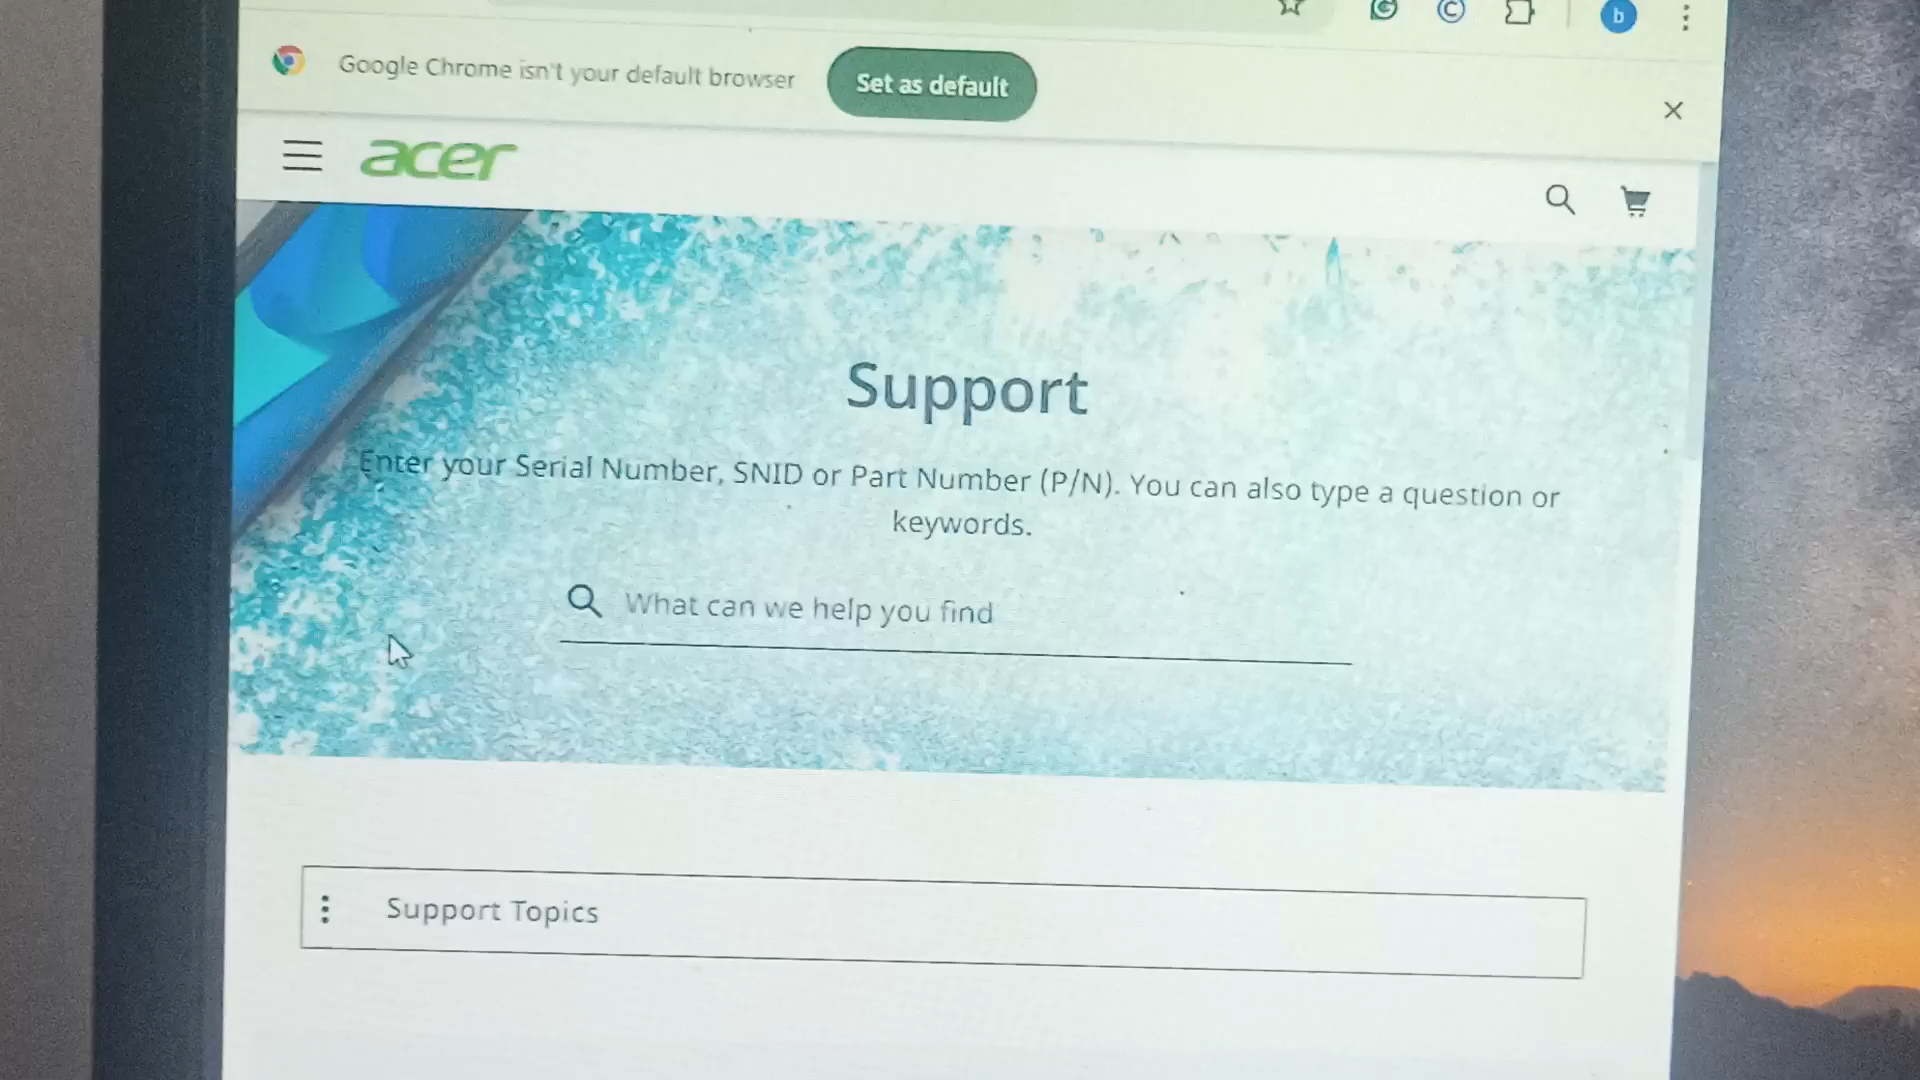 Google Chrome isn't your default browser
Set as default
b
acer
Support
Enter your Serial Number, SNID or Part Number (P/N). You can also type a question or
keywords.
What can we help you find
Support Topics